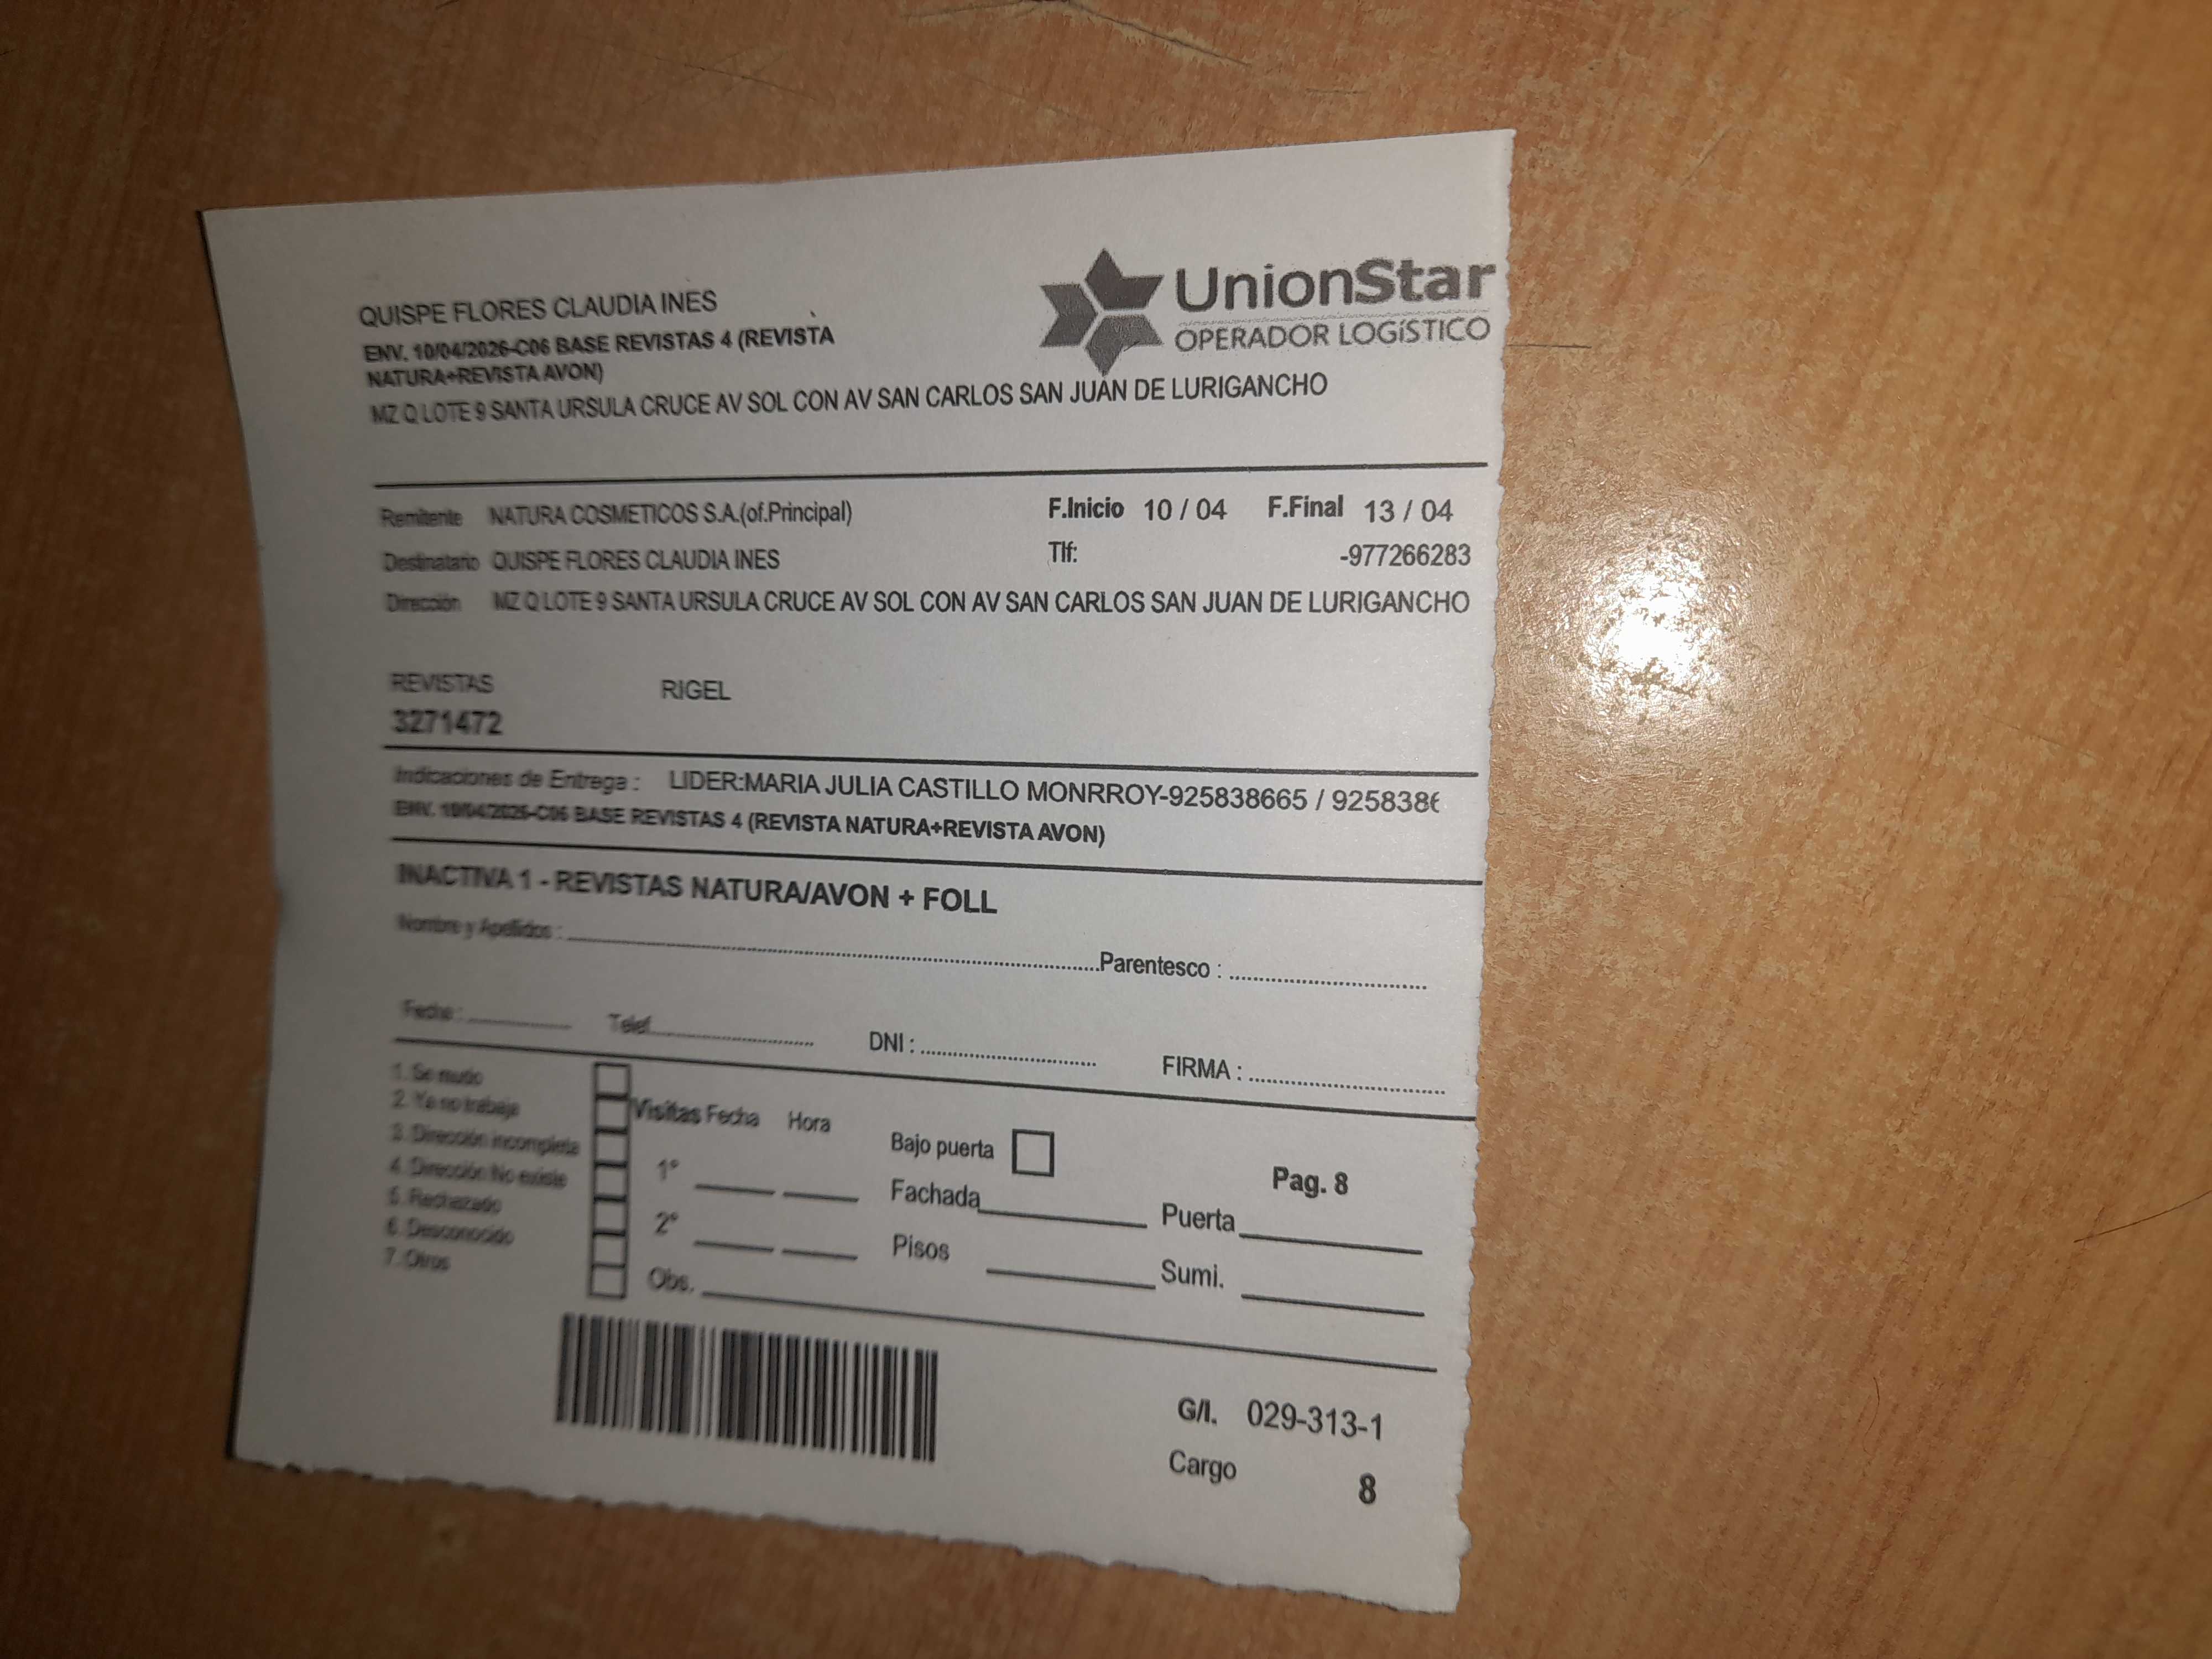 UnionStar
OPERADOR LOGíSTICO
QUISPE FLORES CLAUDIA INES
ENV. 10/04/2026-C06 BASE REVISTAS 4 (REVISTA
NATURA+REVISTA AVON)
MZ Q LOTE 9 SANTA URSULA CRUCE AV SOL CON AV SAN CARLOS SAN JUAN DE LURIGANCHO
Remitente NATURA COSMETICOS S.A.(of.Principal) F.Inicio 10 / 04 F.Final 13 / 04
Destinatario QUISPE FLORES CLAUDIA INES Tlf: -977266283
Dirección MZ Q LOTE 9 SANTA URSULA CRUCE AV SOL CON AV SAN CARLOS SAN JUAN DE LURIGANCHO
REVISTAS RIGEL
3271472
Indicaciones de Entrega : LIDER:MARIA JULIA CASTILLO MONRROY-925838665 / 9258386
ENV. 10/04/2026-C06 BASE REVISTAS 4 (REVISTA NATURA+REVISTA AVON)
INACTIVA 1 - REVISTAS NATURA/AVON + FOLL
Nombre y Apellidos : Parentesco :
Fecha : Telef. DNI : FIRMA :
1. Se mudo
2. Ya no trabaja
3. Dirección incompleta
4. Dirección No existe
5. Rechazado
6. Desconocido
7. Otros
Visitas Fecha Hora
1°
2°
Obs.
Bajo puerta
Fachada
Pisos
Pag. 8
Puerta
Sumi.
G/I. 029-313-1
Cargo 8